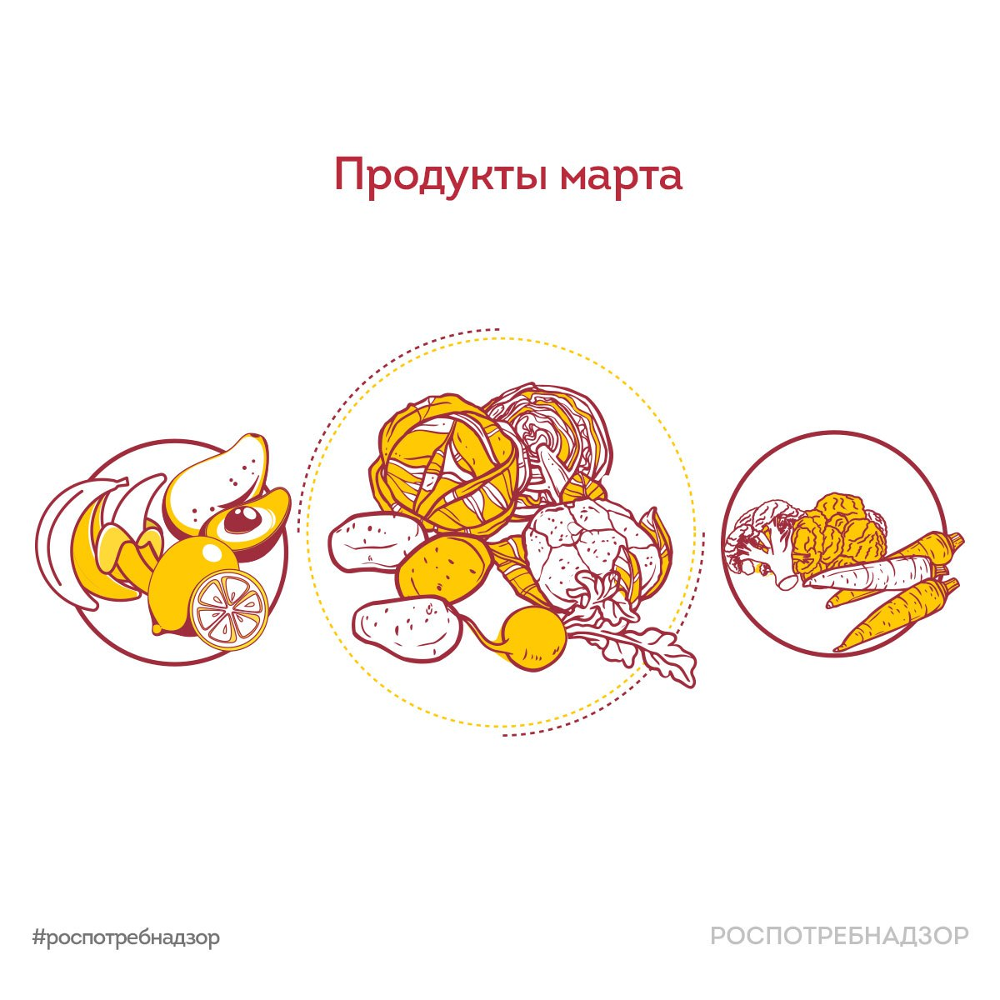 Продукты марта
#роспотребнадзор
РОСПОТРЕБНАДЗОР